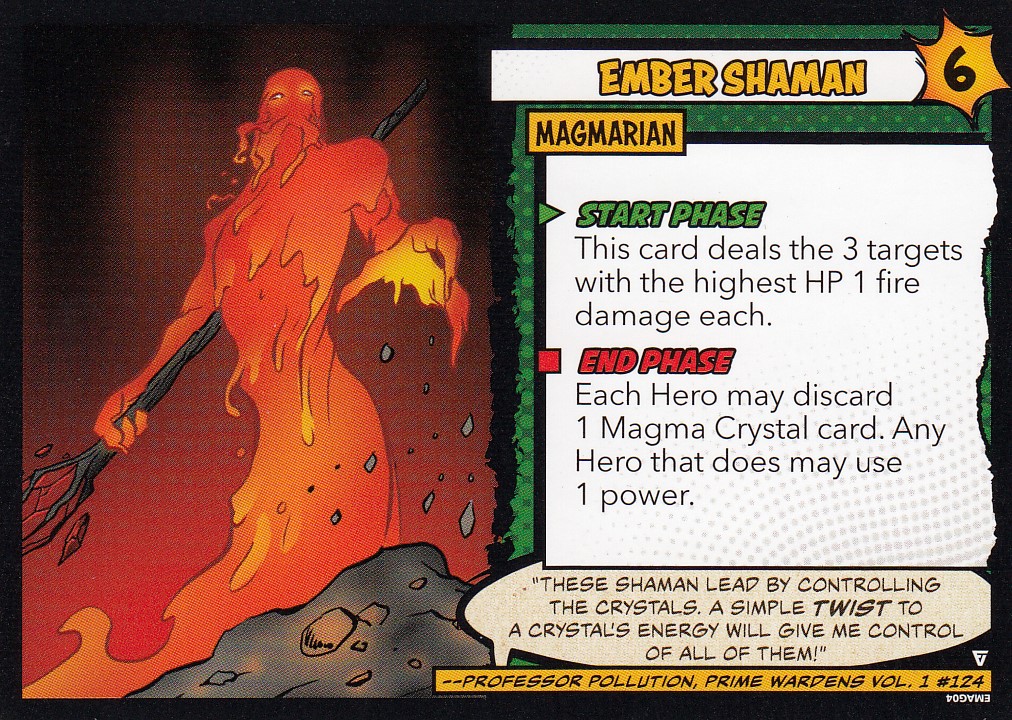 EMBER SHAMAN
6
MAGMARIAN
START PHASE
This card deals the 3 targets
with the highest HP 1 fire
damage each.
END PHASE
Each Hero may discard
1 Magma Crystal card. Any
Hero that does may use
1 power.
"THESE SHAMAN LEAD BY CONTROLLING
THE CRYSTALS. A SIMPLE TWIST TO
A CRYSTAL'S ENERGY WILL GIVE ME CONTROL
OF ALL OF THEM!"
--PROFESSOR POLLUTION, PRIME WARDENS VOL. 1 #124
EMAG04